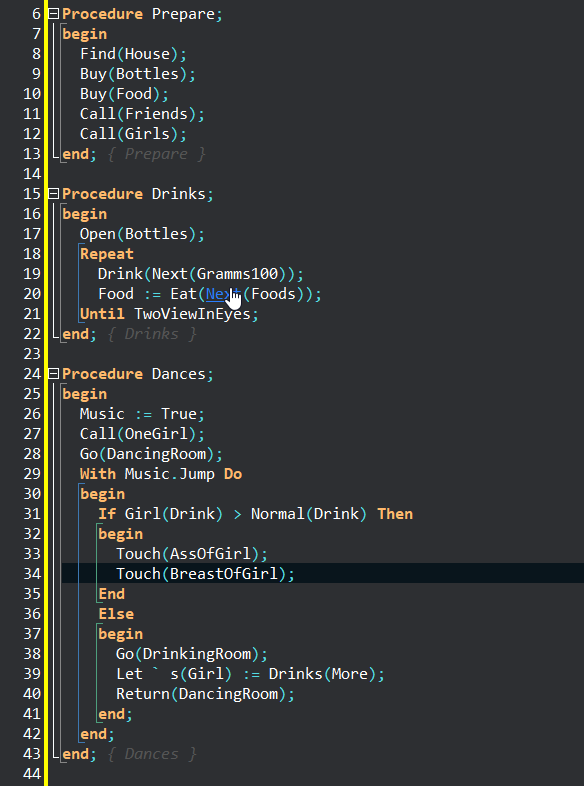 6 Procedure Prepare;
7 begin
8 Find(House);
9 Buy(Bottles);
10 Buy(Food);
11 Call(Friends);
12 Call(Girls);
13 end; { Prepare }
14
15 Procedure Drinks;
16 begin
17 Open(Bottles);
18 Repeat
19 Drink(Next(Gramms100));
20 Food := Eat(Next(Foods));
21 Until TwoViewInEyes;
22 end; { Drinks }
23
24 Procedure Dances;
25 begin
26 Music := True;
27 Call(OneGirl);
28 Go(DancingRoom);
29 With Music.Jump Do
30 begin
31 If Girl(Drink) > Normal(Drink) Then
32 begin
33 Touch(AssOfGirl);
34 Touch(BreastOfGirl);
35 End
36 Else
37 begin
38 Go(DrinkingRoom);
39 Let ` s(Girl) := Drinks(More);
40 Return(DancingRoom);
41 end;
42 end;
43 end; { Dances }
44